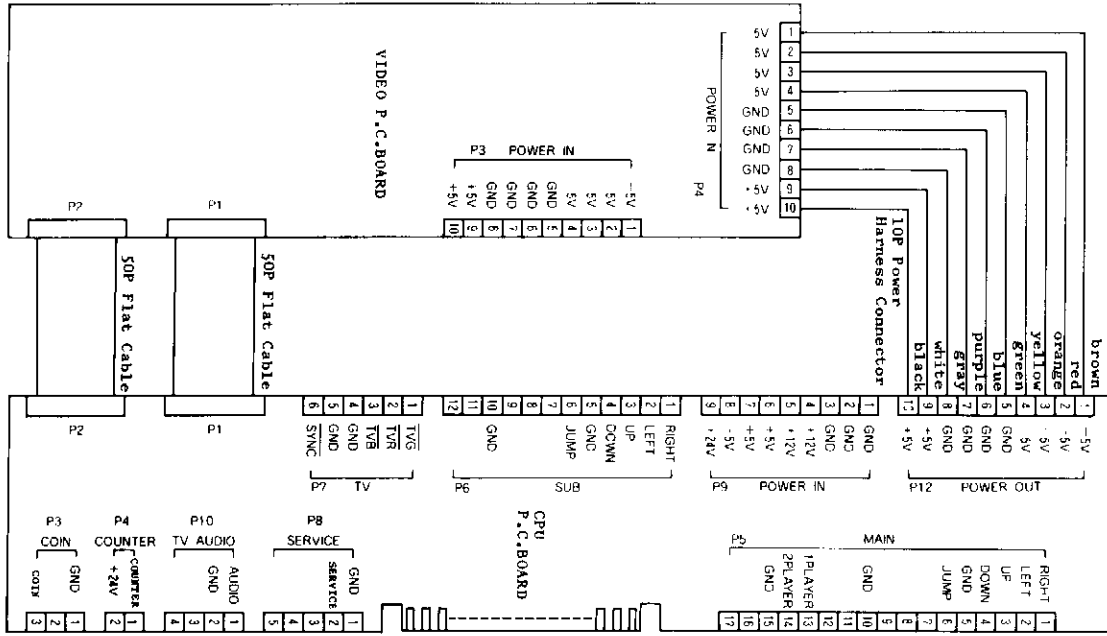 VIDEO P.C.BOARD
POWER IN
P4
5V 1
5V 2
5V 3
5V 4
GND 5
GND 6
GND 7
GND 8
+5V 9
+5V 10
P3 POWER IN
+5V 10
+5V 9
GND 8
GND 7
GND 6
GND 5
5V 4
5V 3
5V 2
-5V 1
P2
P1
50P Flat Cable
50P Flat Cable
10P Power
Harness Connector
black
white
gray
purple
blue
green
yellow
orange
red
brown
P2
P1
6 SYNC
5 GND
4 GND
3 TVB
2 TVR
1 TVG
P7 TV
12
11
10 GND
9
8
7
6 JUMP
5 GND
4 DOWN
3 UP
2 LEFT
1 RIGHT
P6 SUB
9 +24V
8 -5V
7 +5V
6 +5V
5 +12V
4 +12V
3 GND
2 GND
1 GND
P9 POWER IN
10 +5V
9 +5V
8 GND
7 GND
6 GND
5 GND
4 5V
3 -5V
2 -5V
1 -5V
P12 POWER OUT
CPU
P.C.BOARD
P3
COIN
COIN 3
2
GND 1
P4
COUNTER
+24V 2
COUNTER 1
P10
TV AUDIO
4
3
GND 2
AUDIO 1
P8
SERVICE
5
4
3
SERVICE 2
GND 1
P5 MAIN
17
16
GND 15
2PLAYER 14
1PLAYER 13
12
11
GND 10
9
8
7
JUMP 6
GND 5
DOWN 4
UP 3
LEFT 2
RIGHT 1